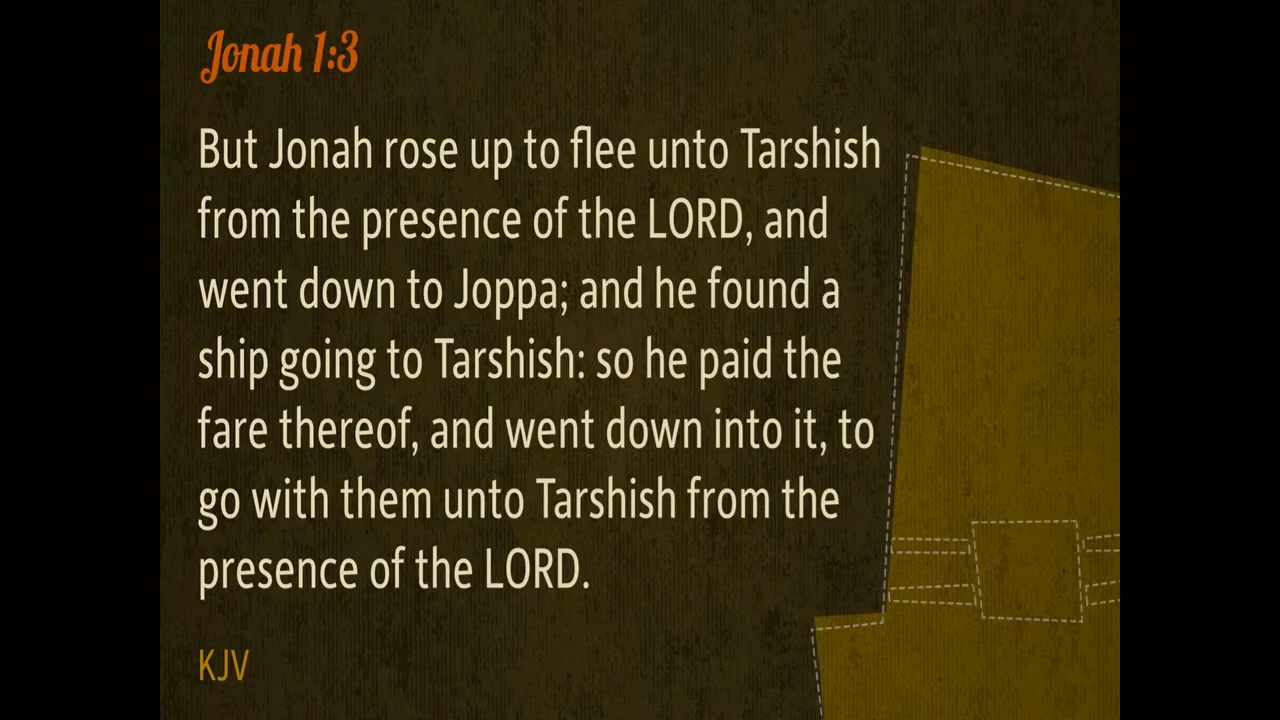 Jonah 1:3
But Jonah rose up to flee unto Tarshish
from the presence of the LORD, and
went down to Joppa; and he found a
ship going to Tarshish: so he paid the
fare thereof, and went down into it, to
go with them unto Tarshish from the
presence of the LORD.
KJV